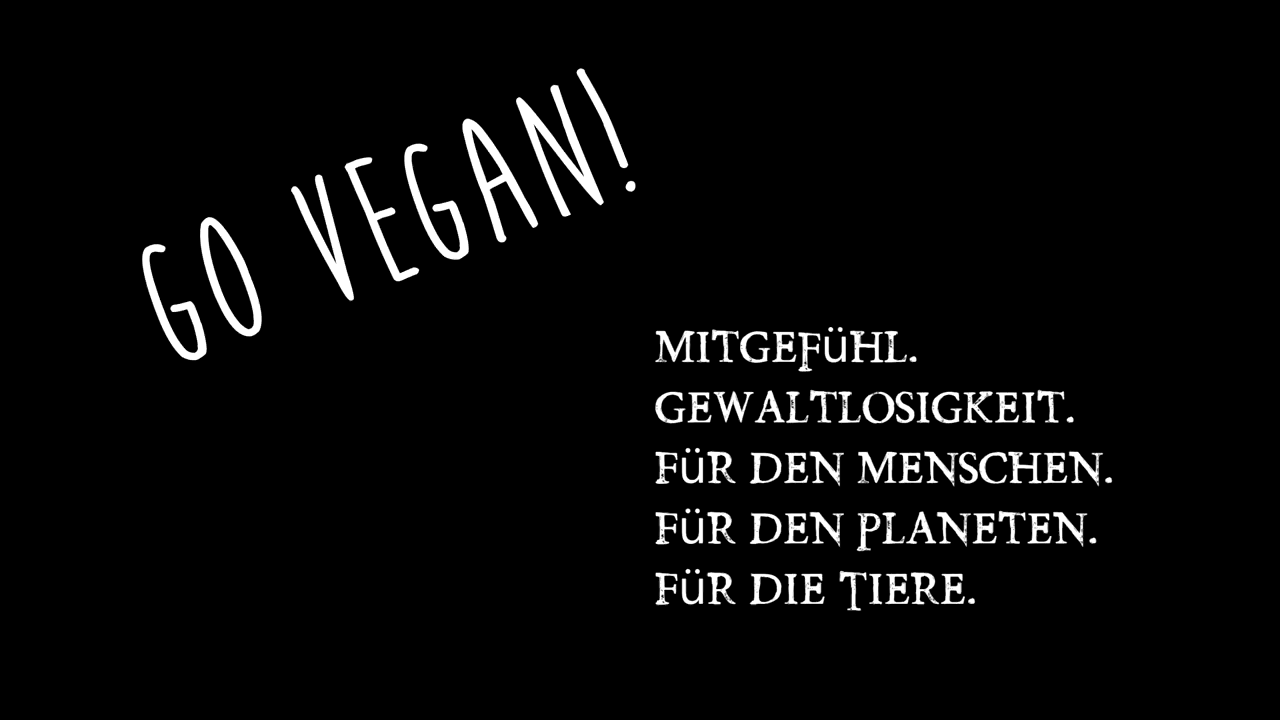 GO VEGAN!
MITGEFÜHL.
GEWALTLOSIGKEIT.
FÜR DEN MENSCHEN.
FÜR DEN PLANETEN.
FÜR DIE TIERE.